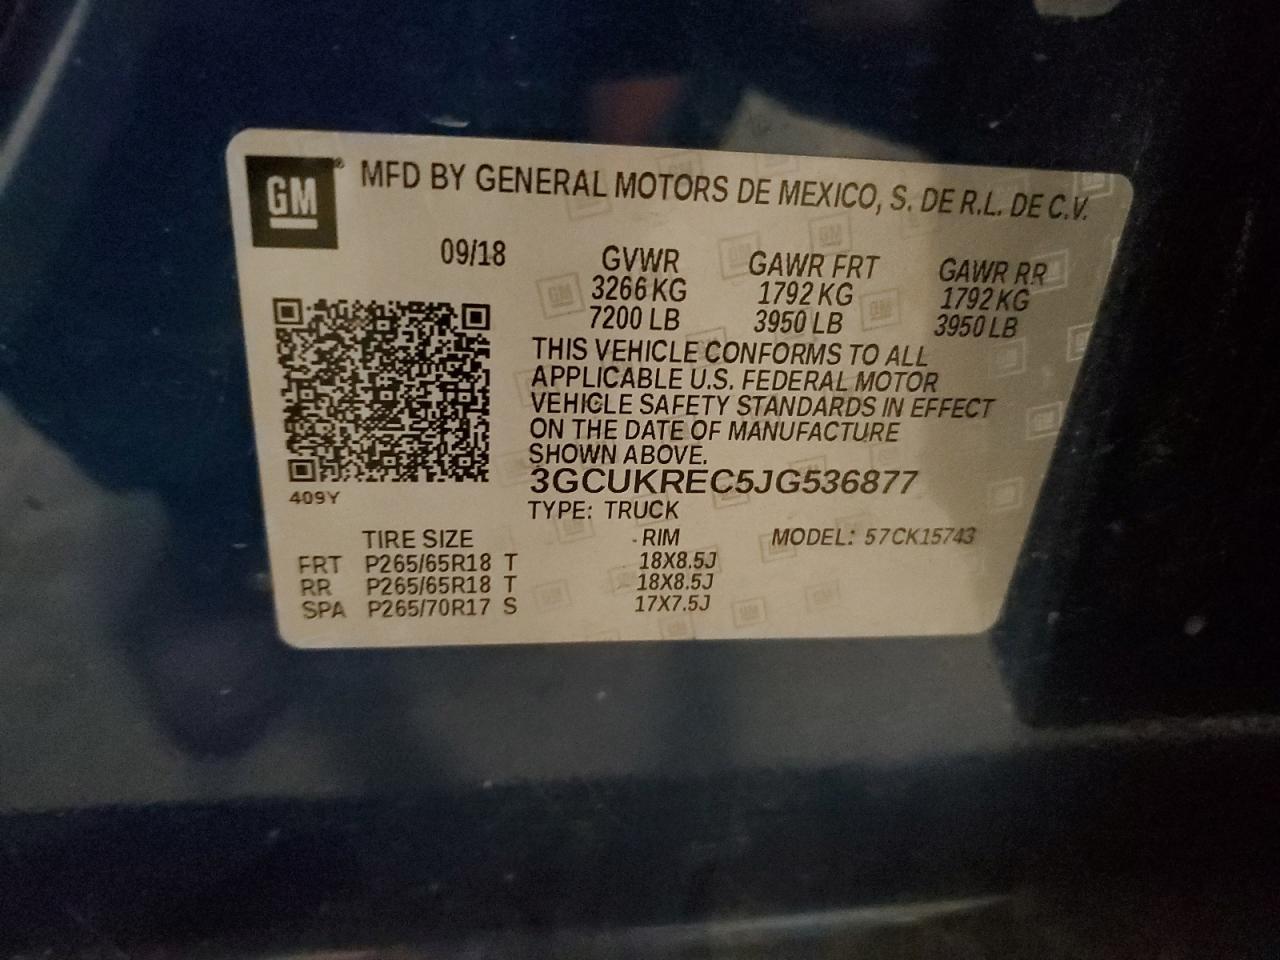 GM® MFD BY GENERAL MOTORS DE MEXICO, S. DE R.L. DE C.V.
09/18 GVWR GAWR FRT GAWR RR
3266 KG 1792 KG 1792 KG
7200 LB 3950 LB 3950 LB
THIS VEHICLE CONFORMS TO ALL
APPLICABLE U.S. FEDERAL MOTOR
VEHICLE SAFETY STANDARDS IN EFFECT
ON THE DATE OF MANUFACTURE
SHOWN ABOVE.
3GCUKREC5JG536877
409Y
TYPE: TRUCK
TIRE SIZE RIM MODEL: 57CK15743
FRT P265/65R18 T 18X8.5J
RR P265/65R18 T 18X8.5J
SPA P265/70R17 S 17X7.5J